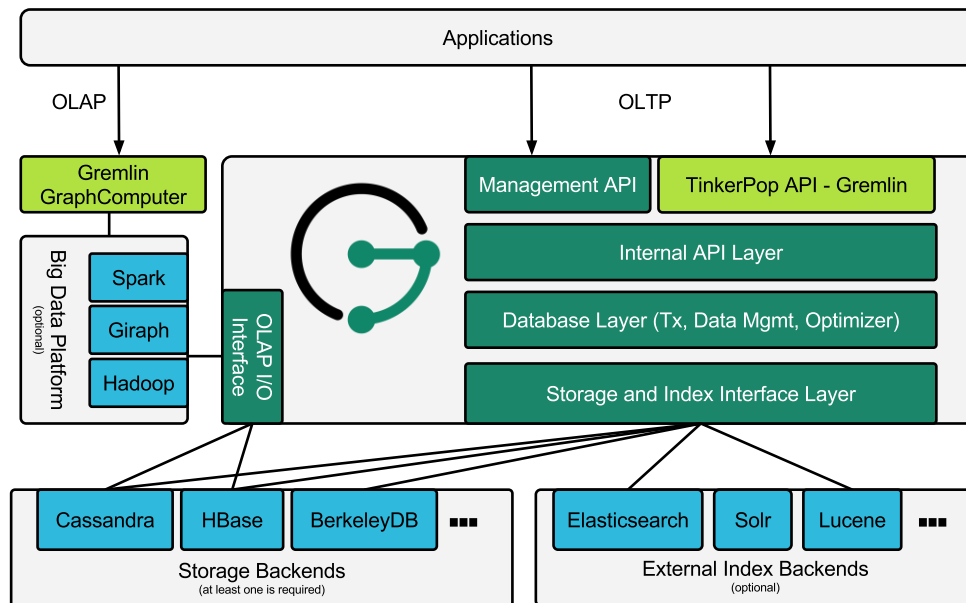 Applications
OLAP
OLTP
Gremlin
GraphComputer
Management API
TinkerPop API - Gremlin
Internal API Layer
Big Data Platform
(optional)
Spark
Giraph
Hadoop
OLAP I/O
Interface
Database Layer (Tx, Data Mgmt, Optimizer)
Storage and Index Interface Layer
Cassandra
HBase
BerkeleyDB
Storage Backends
(at least one is required)
Elasticsearch
Solr
Lucene
External Index Backends
(optional)